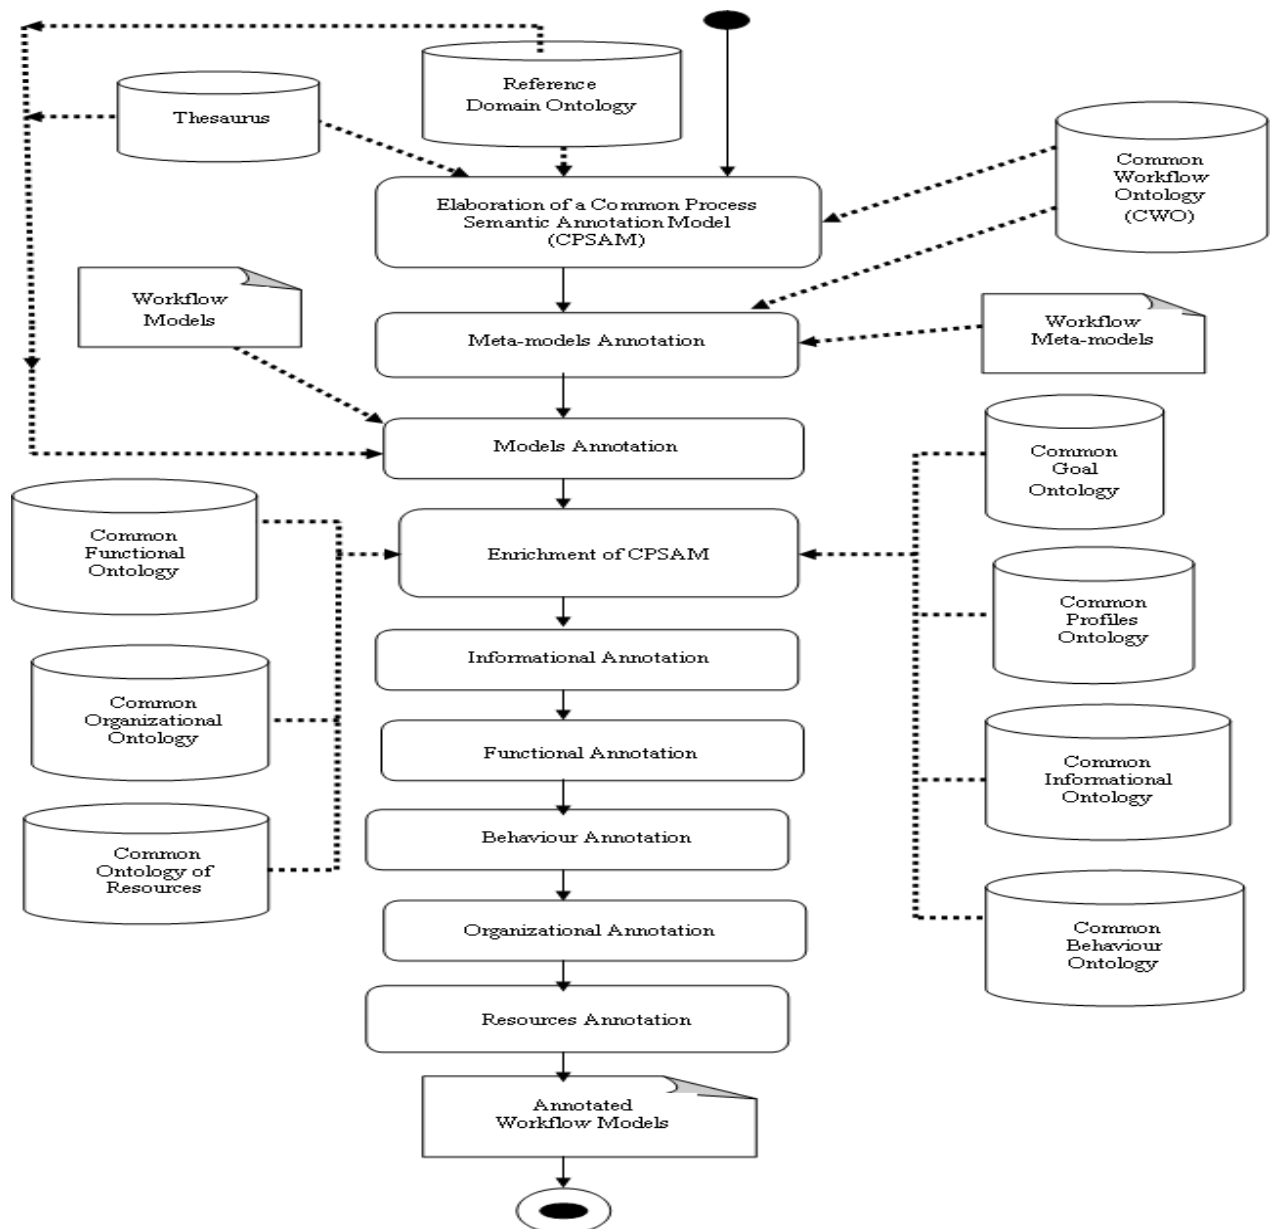 Reference
Domain Ontology
Thesaurus
Common
Workflow
Ontology
(CWO)
Elaboration of a Common Process
Semantic Annotation Model
(CPSAM)
Workflow
Models
Meta-models Annotation
Workflow
Meta-models
Models Annotation
Common
Goal
Ontology
Common
Functional
Ontology
Enrichment of CPSAM
Common
Profiles
Ontology
Informational Annotation
Common
Organizational
Ontology
Functional Annotation
Common
Informational
Ontology
Behaviour Annotation
Common
Ontology of
Resources
Organizational Annotation
Common
Behaviour
Ontology
Resources Annotation
Annotated
Workflow Models